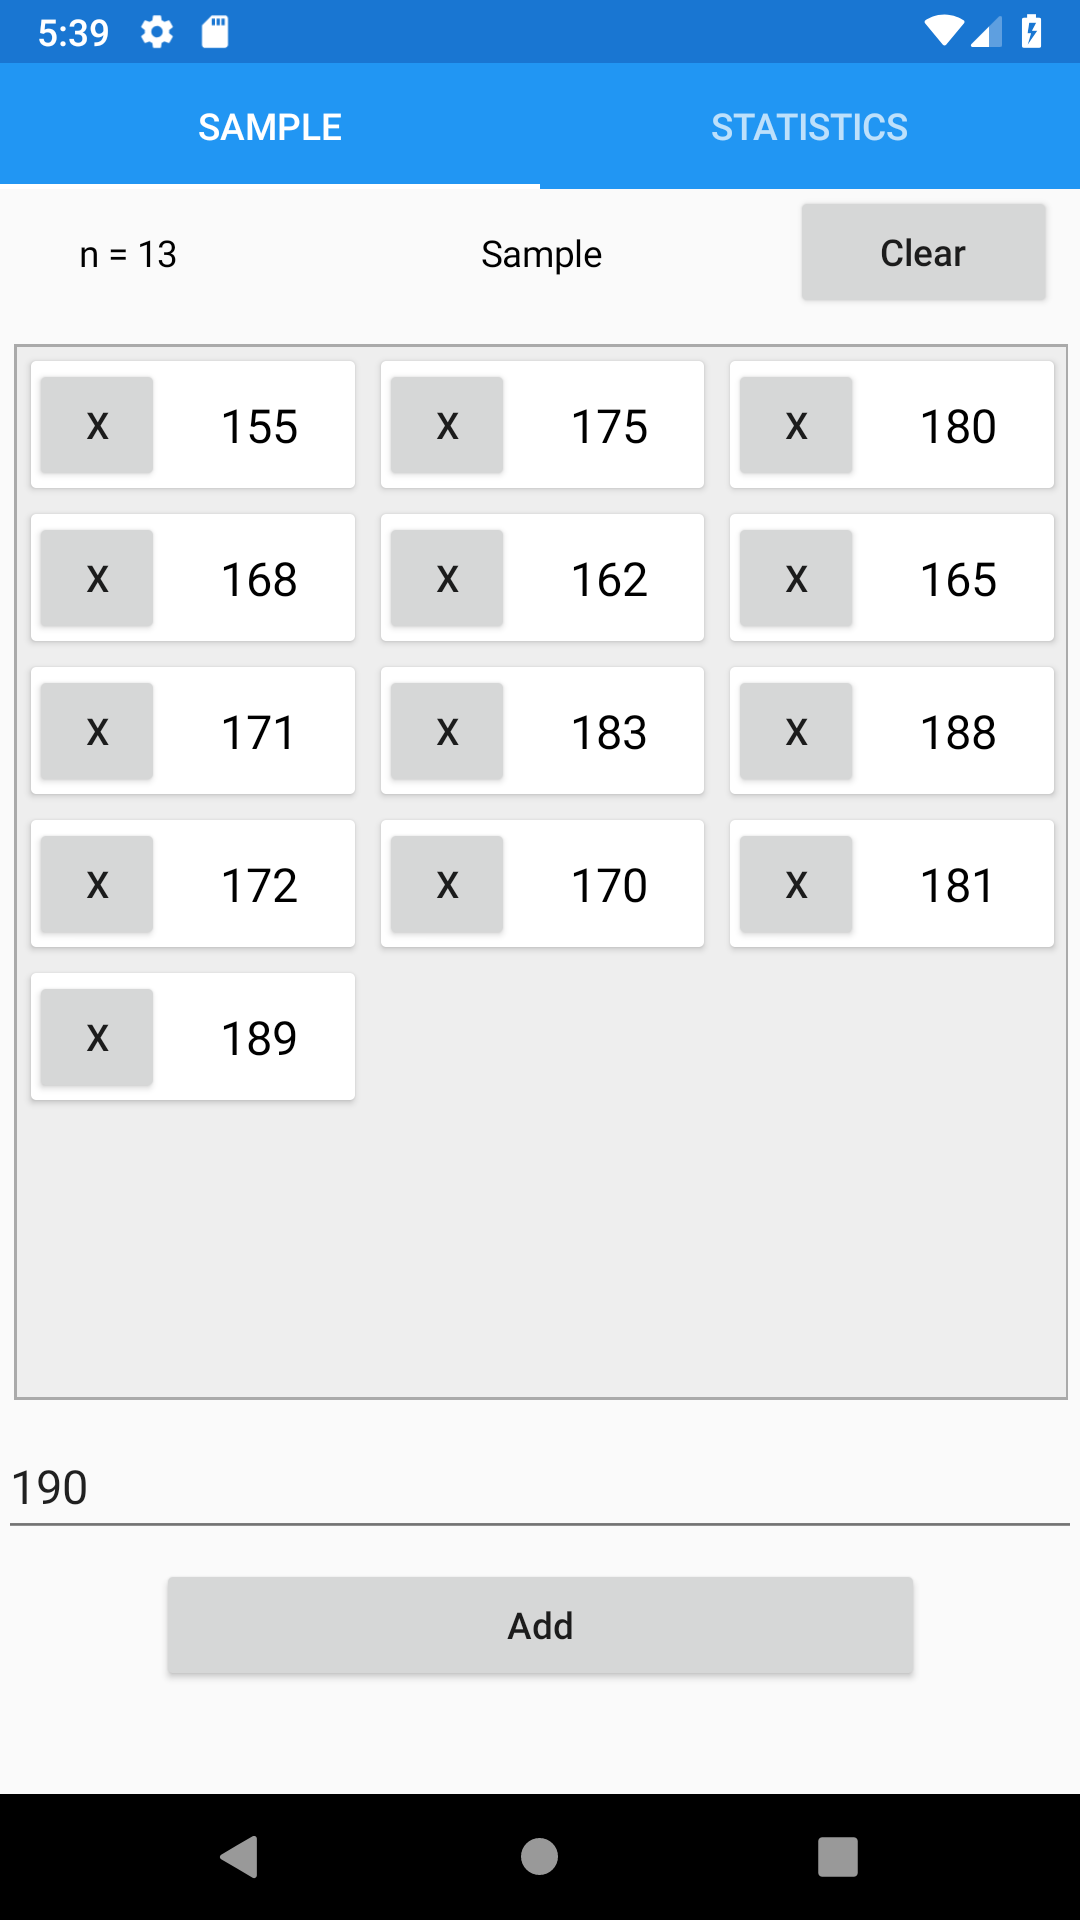 5:39
SAMPLE STATISTICS
n = 13 Sample Clear
X 155 X 175 X 180
X 168 X 162 X 165
X 171 X 183 X 188
X 172 X 170 X 181
X 189
190
Add